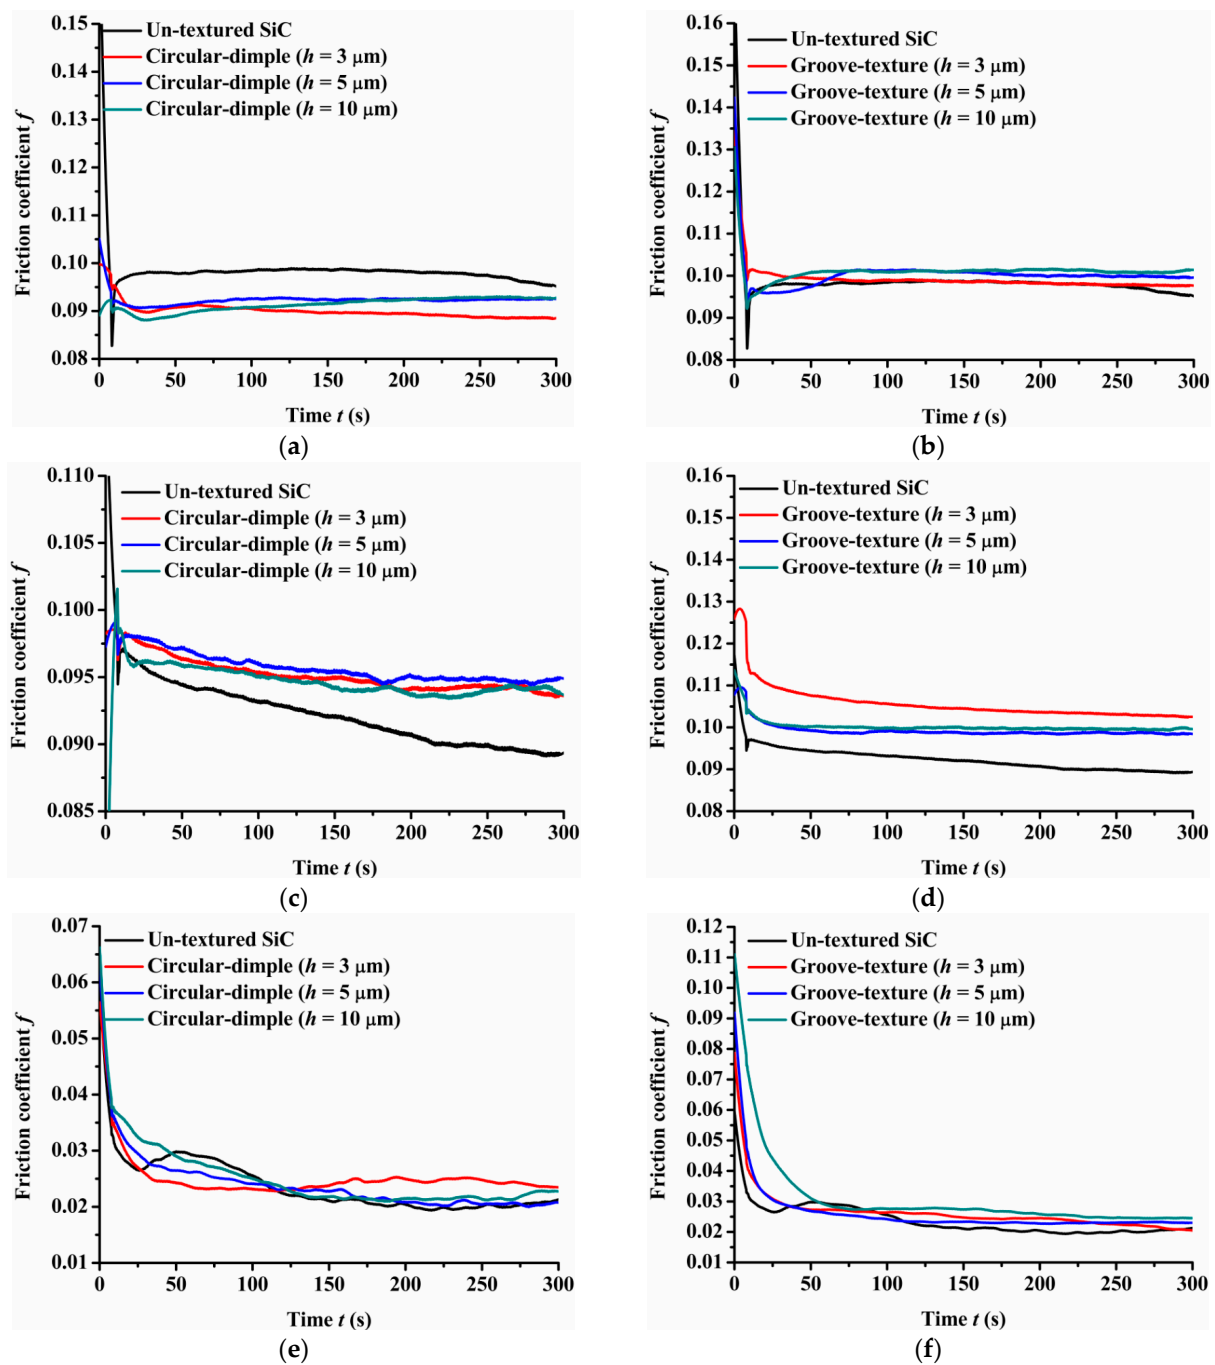 Un-textured SiC
Circular-dimple (h = 3 μm)
Circular-dimple (h = 5 μm)
Circular-dimple (h = 10 μm)
Friction coefficient f
0.15
0.14
0.13
0.12
0.11
0.10
0.09
0.08
0 50 100 150 200 250 300
Time t (s)
(a)
Un-textured SiC
Groove-texture (h = 3 μm)
Groove-texture (h = 5 μm)
Groove-texture (h = 10 μm)
Friction coefficient f
0.16
0.15
0.14
0.13
0.12
0.11
0.10
0.09
0.08
0 50 100 150 200 250 300
Time t (s)
(b)
Un-textured SiC
Circular-dimple (h = 3 μm)
Circular-dimple (h = 5 μm)
Circular-dimple (h = 10 μm)
Friction coefficient f
0.110
0.105
0.100
0.095
0.090
0.085
0 50 100 150 200 250 300
Time t (s)
(c)
Un-textured SiC
Groove-texture (h = 3 μm)
Groove-texture (h = 5 μm)
Groove-texture (h = 10 μm)
Friction coefficient f
0.16
0.15
0.14
0.13
0.12
0.11
0.10
0.09
0.08
0 50 100 150 200 250 300
Time t (s)
(d)
Un-textured SiC
Circular-dimple (h = 3 μm)
Circular-dimple (h = 5 μm)
Circular-dimple (h = 10 μm)
Friction coefficient f
0.07
0.06
0.05
0.04
0.03
0.02
0.01
0 50 100 150 200 250 300
Time t (s)
(e)
Un-textured SiC
Groove-texture (h = 3 μm)
Groove-texture (h = 5 μm)
Groove-texture (h = 10 μm)
Friction coefficient f
0.12
0.11
0.10
0.09
0.08
0.07
0.06
0.05
0.04
0.03
0.02
0.01
0 50 100 150 200 250 300
Time t (s)
(f)